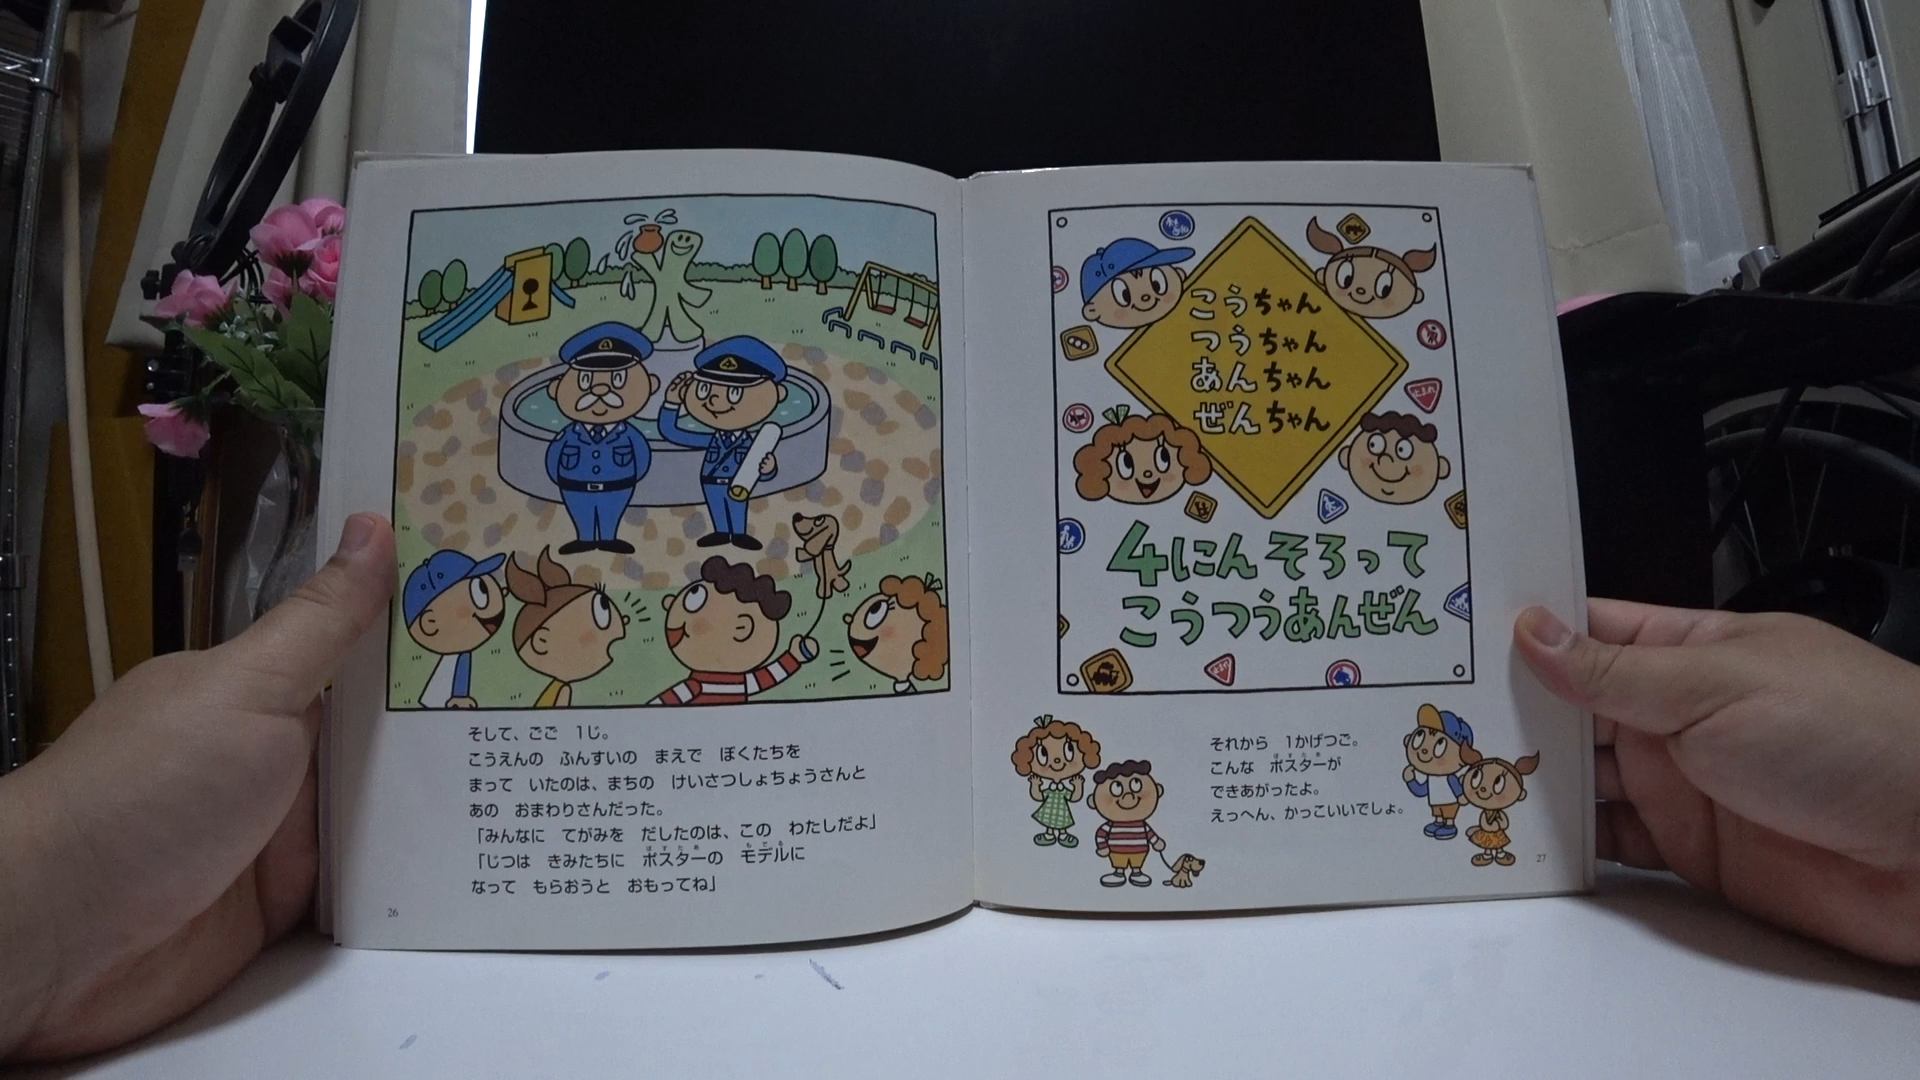 そして、ごご　1じ。
こうえんの　ふんすいの　まえで　ぼくたちを
まって　いたのは、まちの　けいさつしょちょうさんと
あの　おまわりさんだった。
「みんなに　てがみを　だしたのは、この　わたしだよ」
「じつは　きみたちに　ポスターの　モデルに
なって　もらおうと　おもってね」
26
こうちゃん
つうちゃん
あんちゃん
ぜんちゃん
とまれ
4にん そろって
こうつうあんぜん
とまれ
それから　1かげつご。
こんな　ポスターが
できあがったよ。
えっへん、かっこいいでしょ。
27